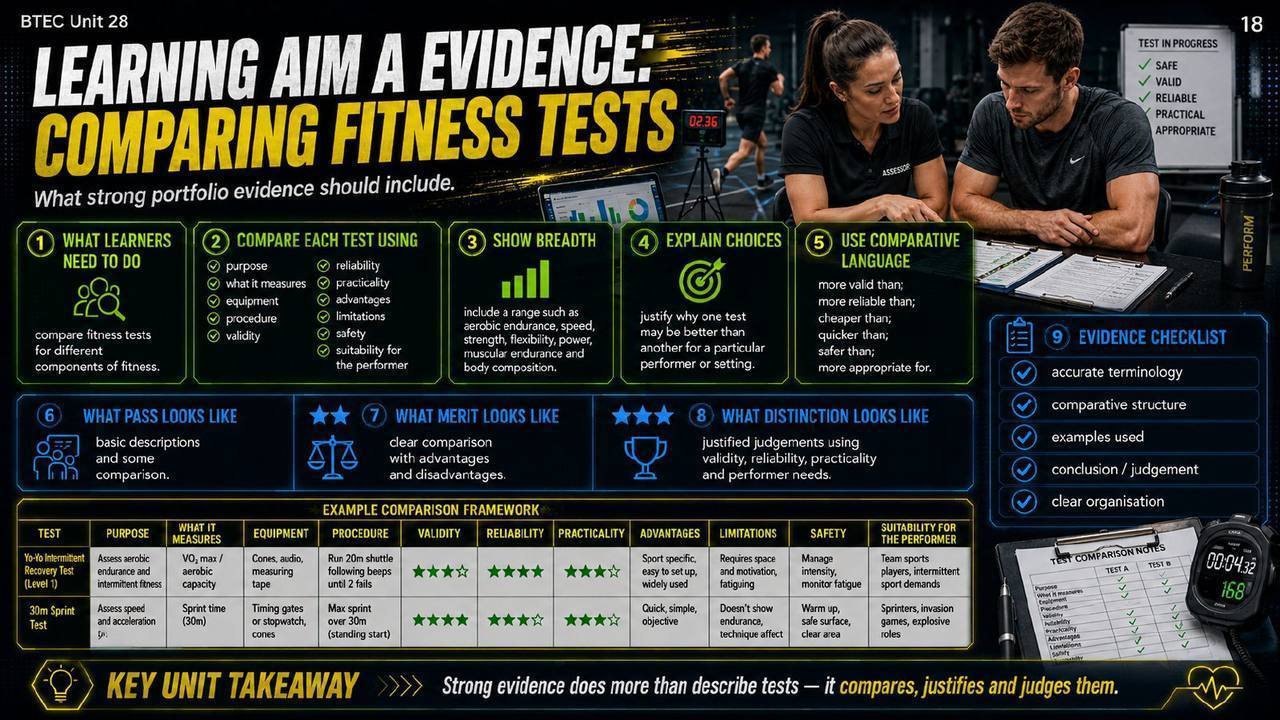 BTEC Unit 28
18
LEARNING AIM A EVIDENCE:
COMPARING FITNESS TESTS
What strong portfolio evidence should include.
02.36
ASSESSOR
TEST IN PROGRESS
SAFE
VALID
RELIABLE
PRACTICAL
APPROPRIATE
PERFORM
1 WHAT LEARNERS
NEED TO DO
compare fitness tests
for different
components of fitness.
2 COMPARE EACH TEST USING
purpose
what it measures
equipment
procedure
validity
reliability
practicality
advantages
limitations
safety
suitability for
the performer
3 SHOW BREADTH
include a range such as
aerobic endurance, speed,
strength, flexibility, power,
muscular endurance and
body composition.
4 EXPLAIN CHOICES
justify why one test
may be better than
another for a particular
performer or setting.
5 USE COMPARATIVE
LANGUAGE
more valid than;
more reliable than;
cheaper than;
quicker than;
safer than;
more appropriate for.
6 WHAT PASS LOOKS LIKE
basic descriptions
and some
comparison.
7 WHAT MERIT LOOKS LIKE
clear comparison
with advantages
and disadvantages.
8 WHAT DISTINCTION LOOKS LIKE
justified judgements using
validity, reliability, practicality
and performer needs.
9 EVIDENCE CHECKLIST
accurate terminology
comparative structure
examples used
conclusion / judgement
clear organisation
EXAMPLE COMPARISON FRAMEWORK
TEST
PURPOSE
WHAT IT
MEASURES
EQUIPMENT
PROCEDURE
VALIDITY
RELIABILITY
PRACTICALITY
ADVANTAGES
LIMITATIONS
SAFETY
SUITABILITY FOR
THE PERFORMER
Yo-Yo Intermittent
Recovery Test
(Level 1)
Assess aerobic
endurance and
intermittent fitness
VO₂ max /
aerobic
capacity
Cones, audio,
measuring
tape
Run 20m shuttle
following beeps
until 2 fails
★★★☆
★★★★
★★★☆
Sport specific,
easy to set up,
widely used
Requires space
and motivation,
fatiguing
Manage
intensity,
monitor fatigue
Team sports
players, intermittent
sport demands
30m Sprint
Test
Assess speed
and acceleration
Sprint time
(30m)
Timing gates
or stopwatch,
cones
Max sprint
over 30m
(standing start)
★★★★
★★★☆
★★★☆
Quick, simple,
objective
Doesn't show
endurance,
technique affect
Warm up,
safe surface,
clear area
Sprinters, invasion
games, explosive
roles
TEST COMPARISON NOTES
TEST A
TEST B
Purpose
What it measures
Equipment
Procedure
Validity
Reliability
Practicality
Advantages
Limitations
Safety
00:04.32
168
KEY UNIT TAKEAWAY
Strong evidence does more than describe tests — it compares, justifies and judges them.